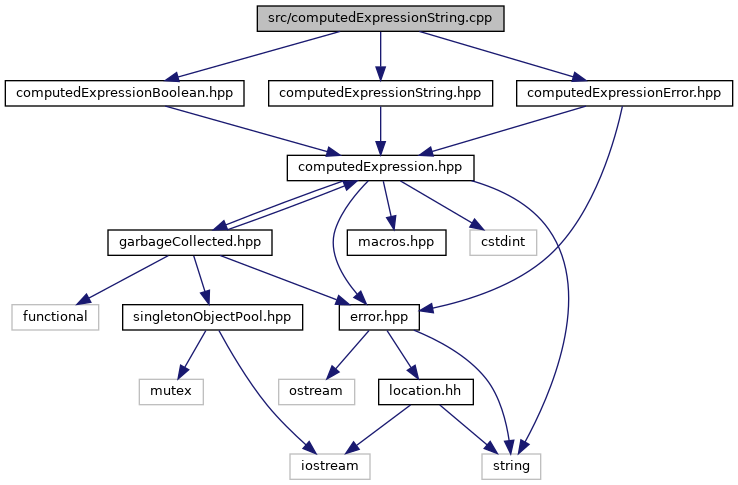 src/computedExpressionString.cpp
computedExpressionBoolean.hpp
computedExpressionString.hpp
computedExpressionError.hpp
computedExpression.hpp
garbageCollected.hpp
macros.hpp
cstdint
functional
singletonObjectPool.hpp
error.hpp
mutex
ostream
location.hh
iostream
string